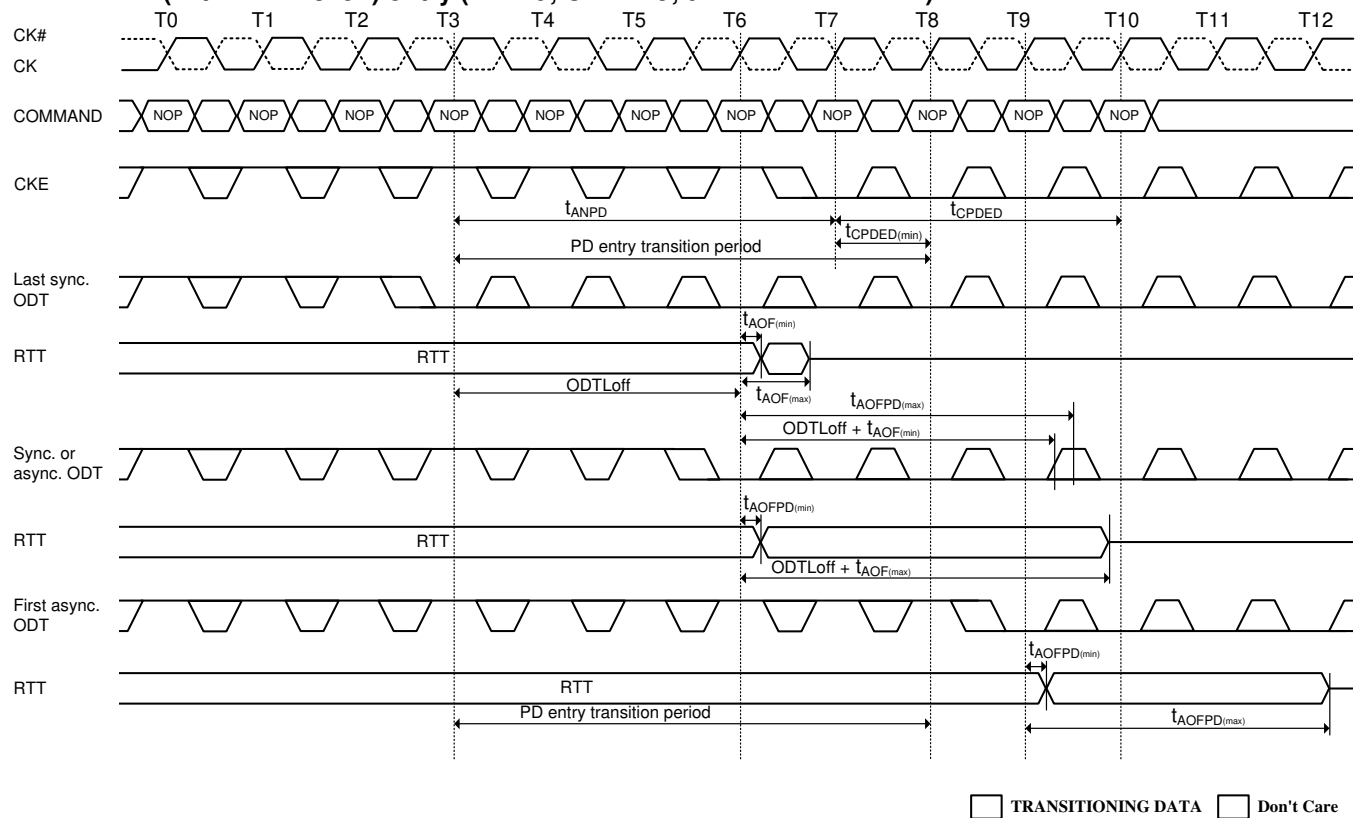 T0 T1 T2 T3 T4 T5 T6 T7 T8 T9 T10 T11 T12
CK#
CK
COMMAND NOP NOP NOP NOP NOP NOP NOP NOP NOP NOP NOP
CKE
tANPD tCPDED
tCPDED(min)
PD entry transition period
Last sync.
ODT
tAOF(min)
RTT RTT
ODTLoff tAOF(max)
tAOFPD(max)
ODTLoff + tAOF(min)
Sync. or
async. ODT
tAOFPD(min)
RTT RTT
ODTLoff + tAOF(max)
First async.
ODT
tAOFPD(min)
RTT RTT
PD entry transition period tAOFPD(max)
TRANSITIONING DATA Don't Care